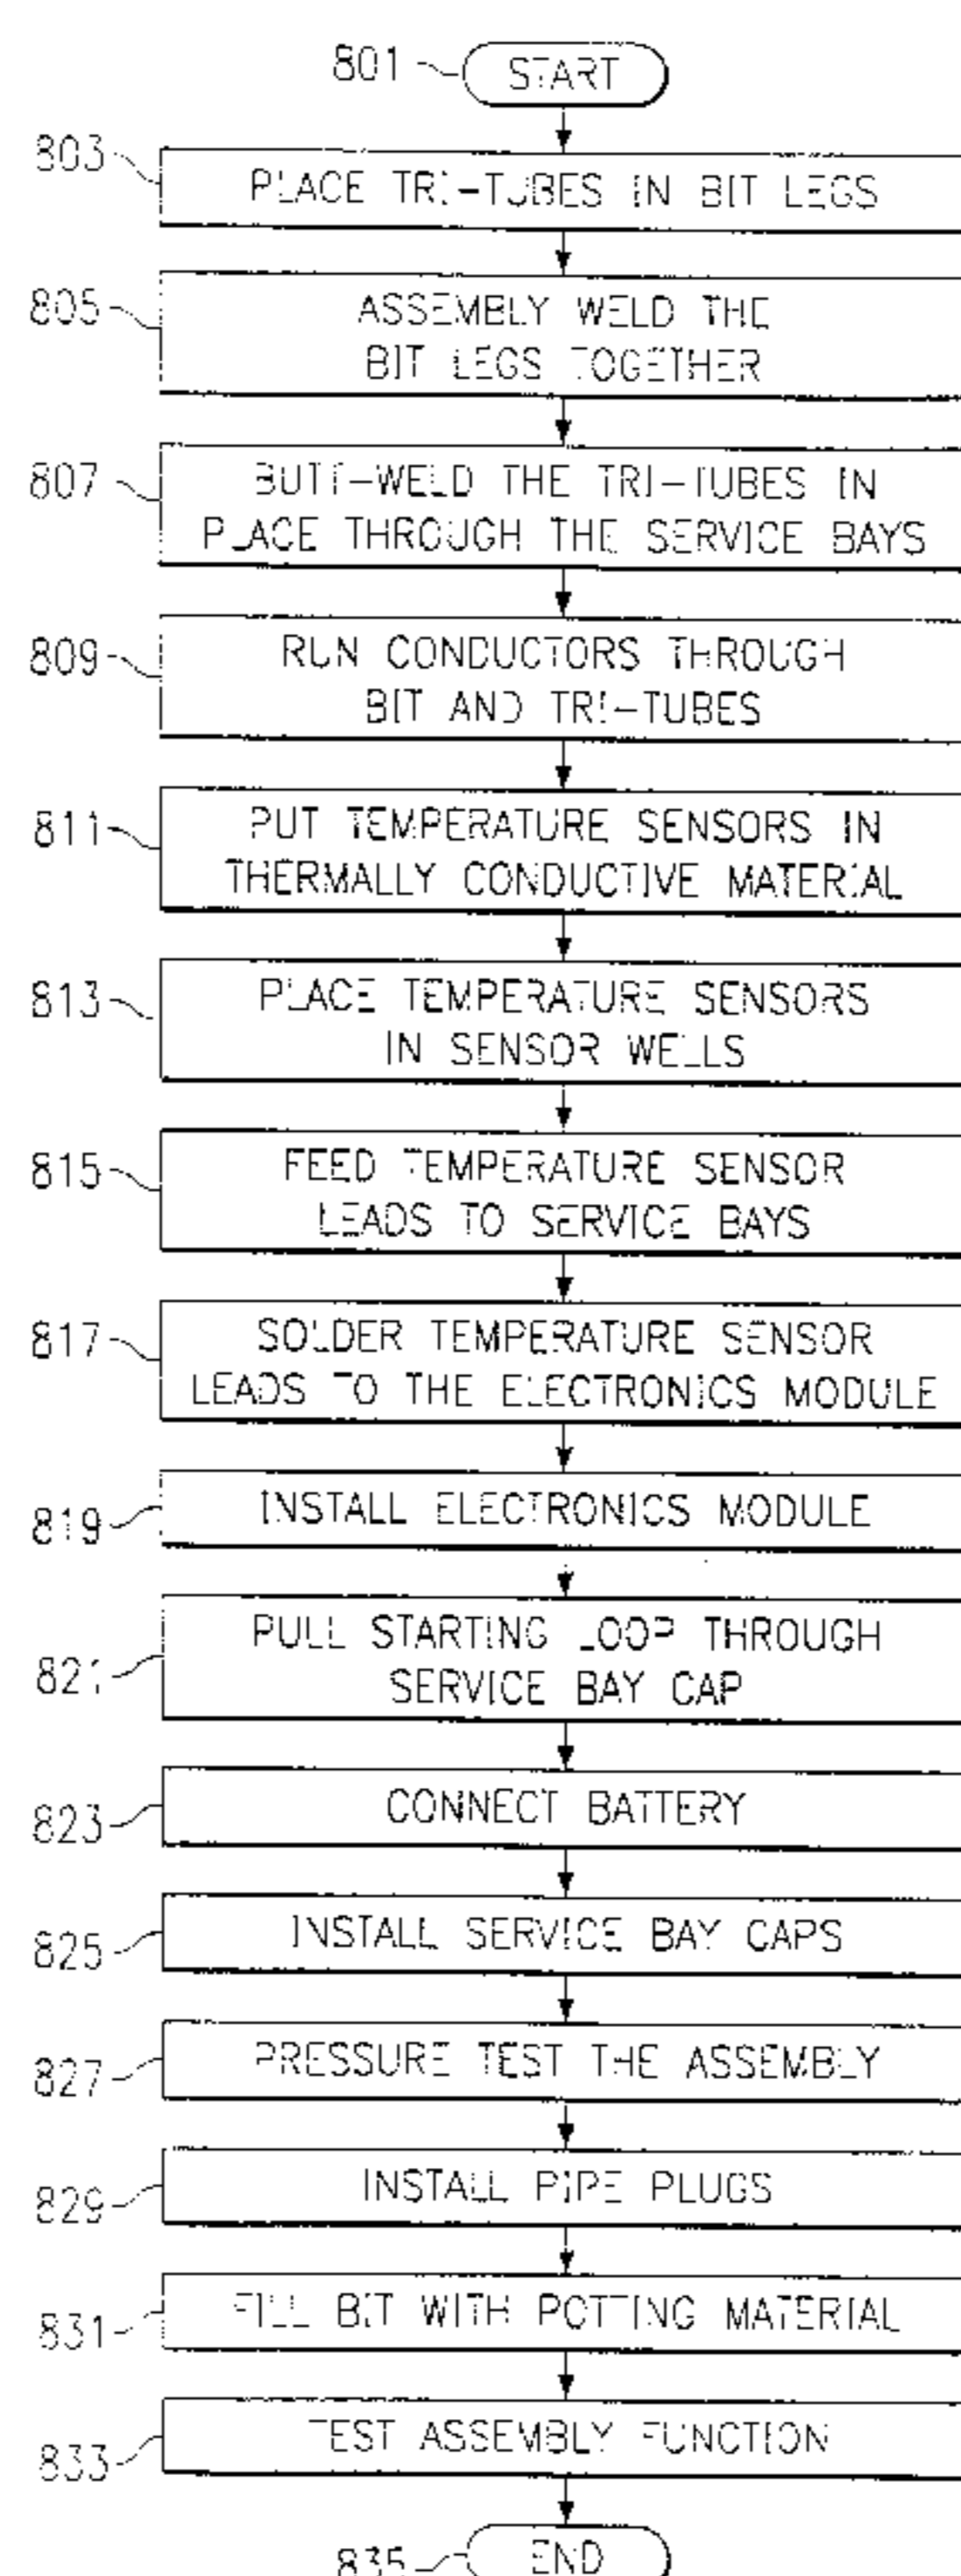 801 START
803 PLACE TRI-TUBES IN BIT LEGS
805 ASSEMBLY WELD THE
BIT LEGS TOGETHER
807 BUTT-WELD THE TRI-TUBES IN
PLACE THROUGH THE SERVICE BAYS
809 RUN CONDUCTORS THROUGH
BIT AND TRI-TUBES
811 PUT TEMPERATURE SENSORS IN
THERMALLY CONDUCTIVE MATERIAL
813 PLACE TEMPERATURE SENSORS
IN SENSOR WELLS
815 FEED TEMPERATURE SENSOR
LEADS TO SERVICE BAYS
817 SOLDER TEMPERATURE SENSOR
LEADS TO THE ELECTRONICS MODULE
819 INSTALL ELECTRONICS MODULE
821 PULL STARTING LOOP THROUGH
SERVICE BAY CAP
823 CONNECT BATTERY
825 INSTALL SERVICE BAY CAPS
827 PRESSURE TEST THE ASSEMBLY
829 INSTALL PIPE PLUGS
831 FILL BIT WITH POTTING MATERIAL
833 TEST ASSEMBLY FUNCTION
835 END